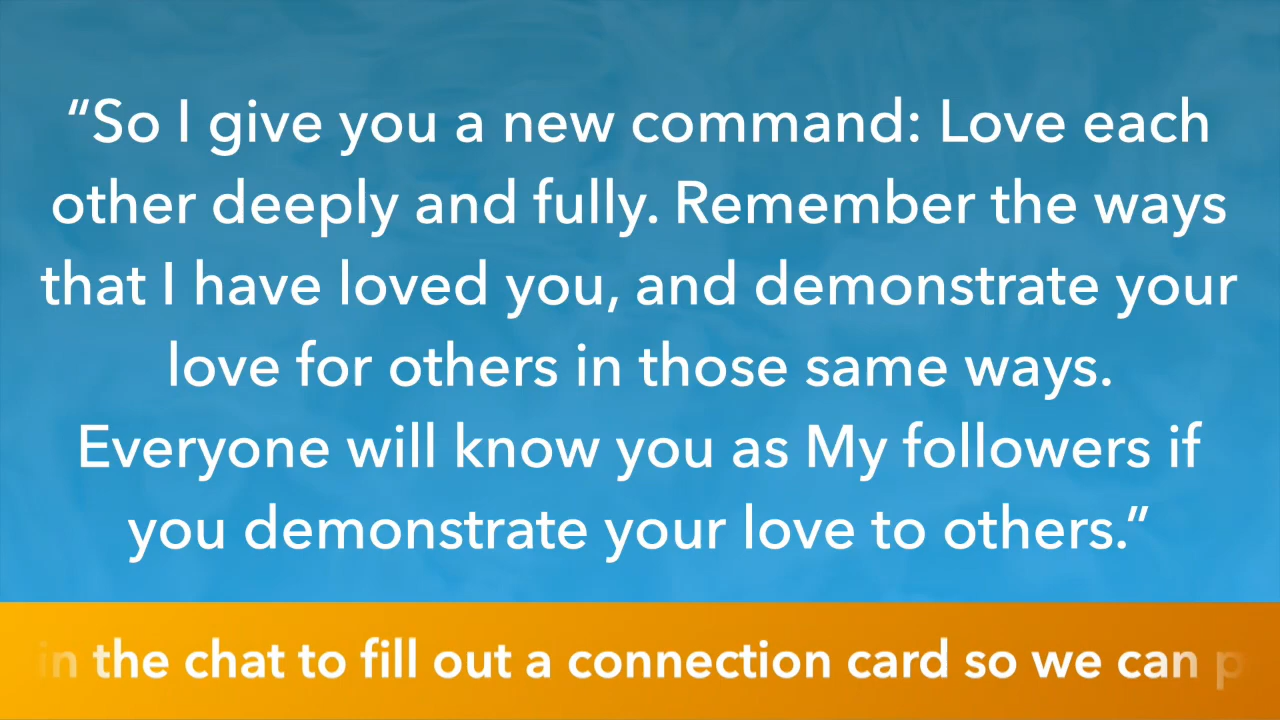 “So I give you a new command: Love each
other deeply and fully. Remember the ways
that I have loved you, and demonstrate your
love for others in those same ways.
Everyone will know you as My followers if
you demonstrate your love to others.”
in the chat to fill out a connection card so we can